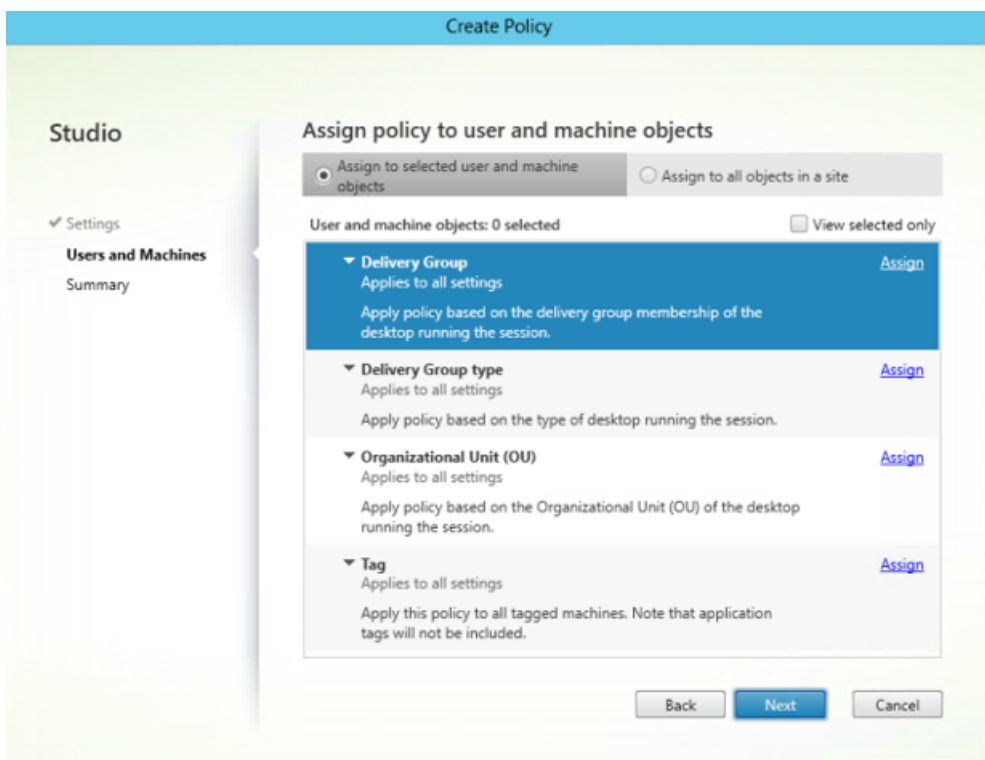 Create Policy
Studio
Settings
Users and Machines
Summary
Assign policy to user and machine objects
Assign to selected user and machine
objects
Assign to all objects in a site
User and machine objects: 0 selected
View selected only
Delivery Group
Assign
Applies to all settings
Apply policy based on the delivery group membership of the
desktop running the session.
Delivery Group type
Assign
Applies to all settings
Apply policy based on the type of desktop running the session.
Organizational Unit (OU)
Assign
Applies to all settings
Apply policy based on the Organizational Unit (OU) of the desktop
running the session.
Tag
Assign
Applies to all settings
Apply this policy to all tagged machines. Note that application
tags will not be included.
Back
Next
Cancel